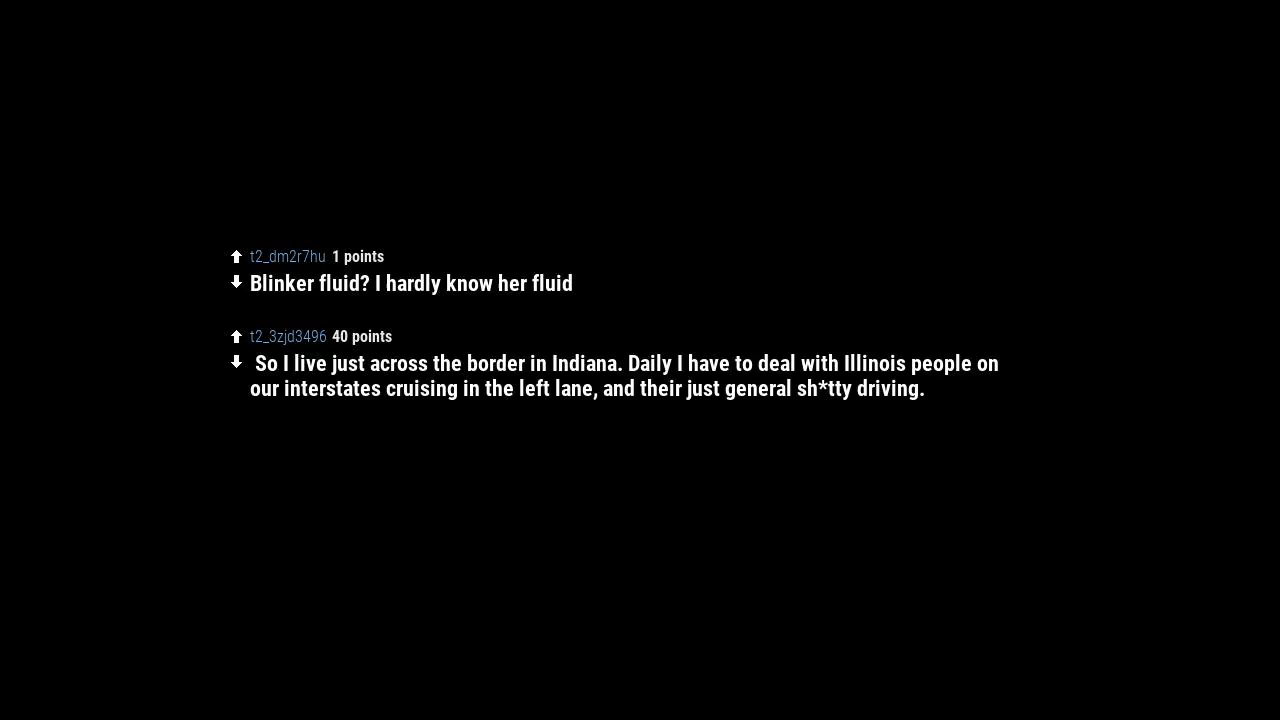 t2_dm2r7hu 1 points
Blinker fluid? I hardly know her fluid
t2_3zjd3496 40 points
So I live just across the border in Indiana. Daily I have to deal with Illinois people on
our interstates cruising in the left lane, and their just general sh*tty driving.